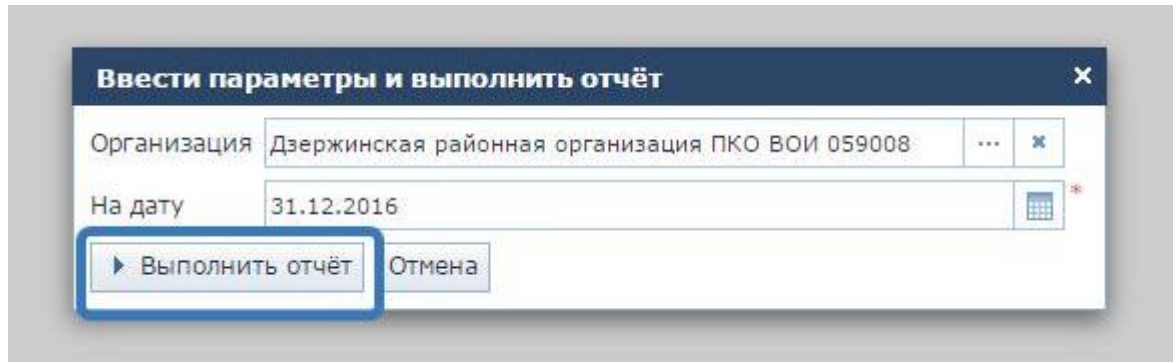 Ввести параметры и выполнить отчёт
Организация Дзержинская районная организация ПКО ВОИ 059008 ...
На дату 31.12.2016 *
Выполнить отчёт Отмена